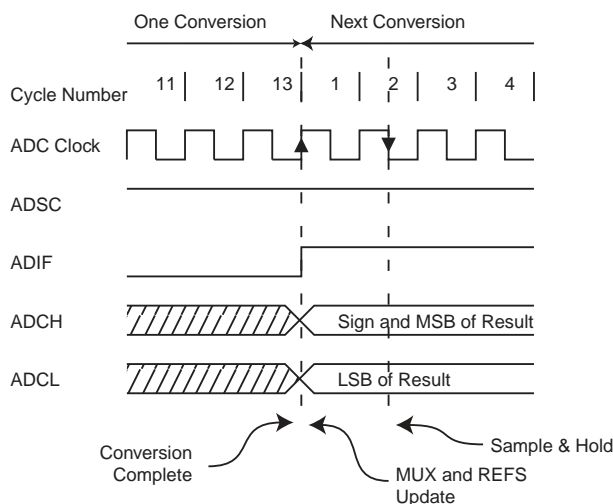 One Conversion Next Conversion
Cycle Number 11 12 13 1 2 3 4
ADC Clock
ADSC
ADIF
ADCH Sign and MSB of Result
ADCL LSB of Result
Conversion
Complete
MUX and REFS
Update
Sample & Hold